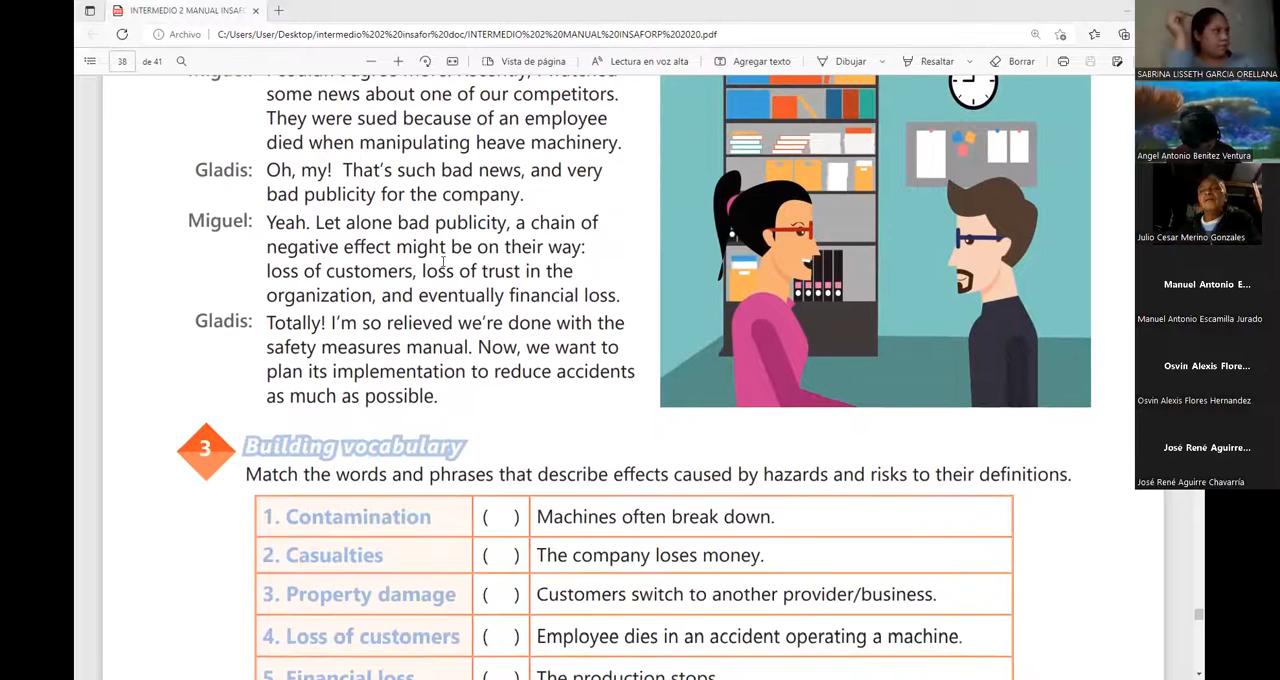 INTERMEDIO 2 MANUAL INSAF
Archivo
C:/Users/User/Desktop/intermedio%202%20insafor%20doc/INTERMEDIO%202%20MANUAL%20INSAFORP%202020.pdf
38 de 41
Vista de página
Lectura en voz alta
Agregar texto
Dibujar
Resaltar
Borrar
some news about one of our competitors.
They were sued because of an employee
died when manipulating heave machinery.
Gladis: Oh, my! That's such bad news, and very
bad publicity for the company.
Miguel: Yeah. Let alone bad publicity, a chain of
negative effect might be on their way:
loss of customers, loss of trust in the
organization, and eventually financial loss.
Gladis: Totally! I'm so relieved we're done with the
safety measures manual. Now, we want to
plan its implementation to reduce accidents
as much as possible.
3 Building vocabulary
Match the words and phrases that describe effects caused by hazards and risks to their definitions.
1. Contamination ( ) Machines often break down.
2. Casualties ( ) The company loses money.
3. Property damage ( ) Customers switch to another provider/business.
4. Loss of customers ( ) Employee dies in an accident operating a machine.
5. Financial loss ( ) The production stops
SABRINA LISSETH GARCIA ORELLANA
Angel Antonio Benitez Ventura
Julio Cesar Merino Gonzales
Manuel Antonio E...
Manuel Antonio Escamilla Jurado
Osvin Alexis Flore...
Osvin Alexis Flores Hernandez
José René Aguirre...
José René Aguirre Chavarría